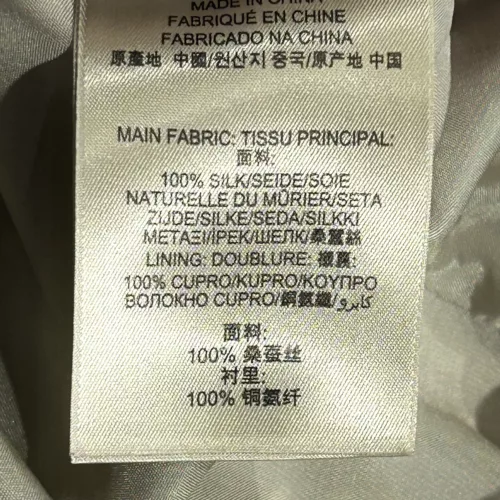 MADE IN CHINA
FABRIQUÉ EN CHINE
FABRICADO NA CHINA
原產地 中國/원산지 중국/原产地 中国
MAIN FABRIC: TISSU PRINCIPAL:
面料:
100% SILK/SEIDE/SOIE
NATURELLE DU MÛRIER/SETA
ZIJDE/SILKE/SEDA/SILKKI
ΜΕΤΑΞΙ/İPEK/ШЕЛК/桑蠶絲
LINING: DOUBLURE: 襯裏:
100% CUPRO/KUPRO/ΚΟΥΠΡΟ
ВОЛОКНО CUPRO/銅氨纖/كابرو
面料:
100% 桑蚕丝
衬里:
100% 铜氨纤